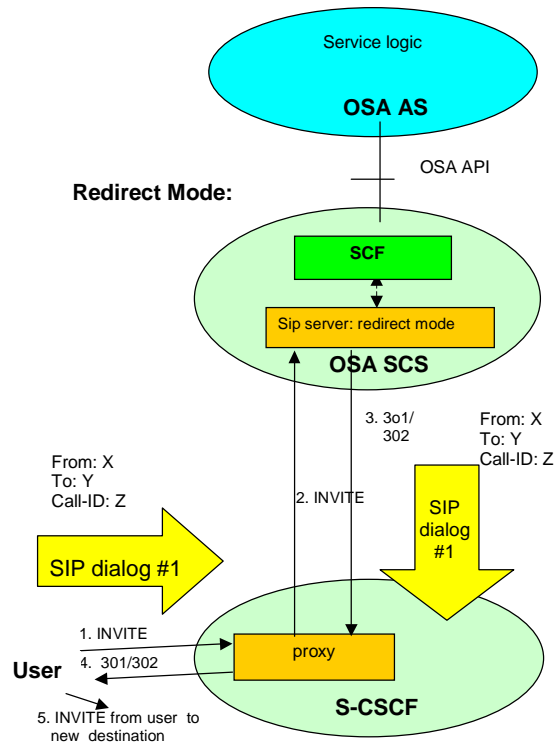 Service logic
OSA AS
OSA API
Redirect Mode:
SCF
Sip server: redirect mode
OSA SCS
3. 3o1/
302
From: X
To: Y
Call-ID: Z
From: X
To: Y
Call-ID: Z
2. INVITE
SIP
dialog
#1
SIP dialog #1
1. INVITE
proxy
4. 301/302
User
S-CSCF
5. INVITE from user to
new destination